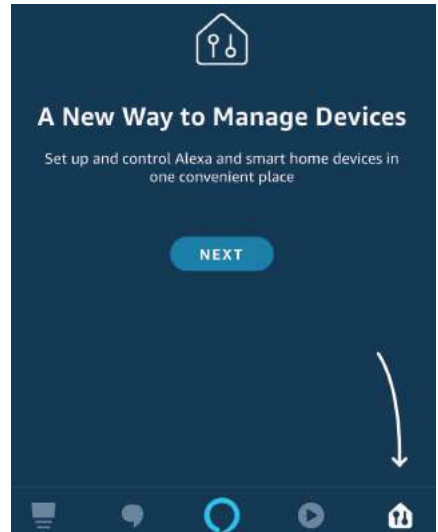 A New Way to Manage Devices
Set up and control Alexa and smart home devices in
one convenient place
NEXT